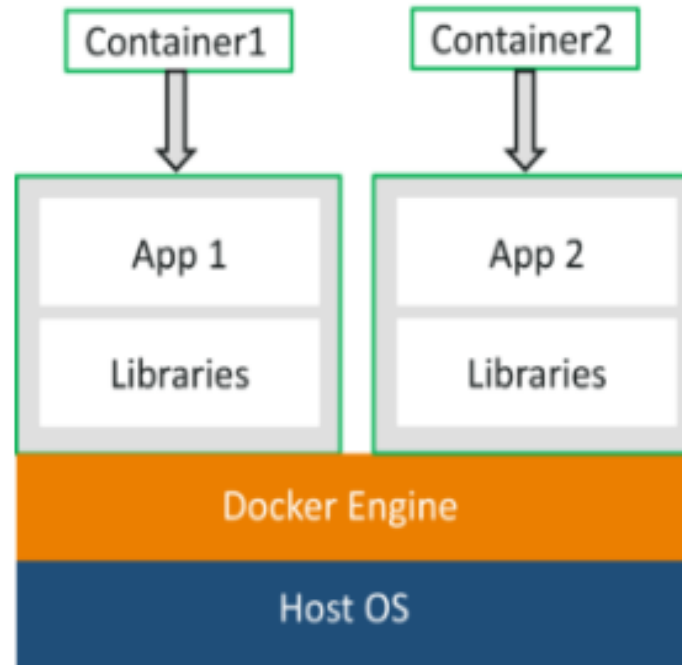 Container1
Container2
App 1
App 2
Libraries
Libraries
Docker Engine
Host OS